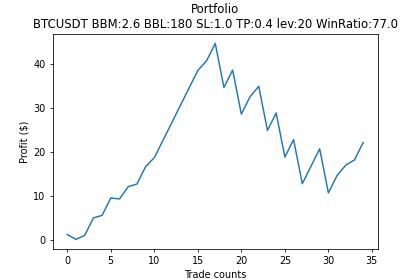 Portfolio
BTCUSDT BBM:2.6 BBL:180 SL:1.0 TP:0.4 lev:20 WinRatio:77.0
Profit ($)
40
30
20
10
0
0 5 10 15 20 25 30 35
Trade counts